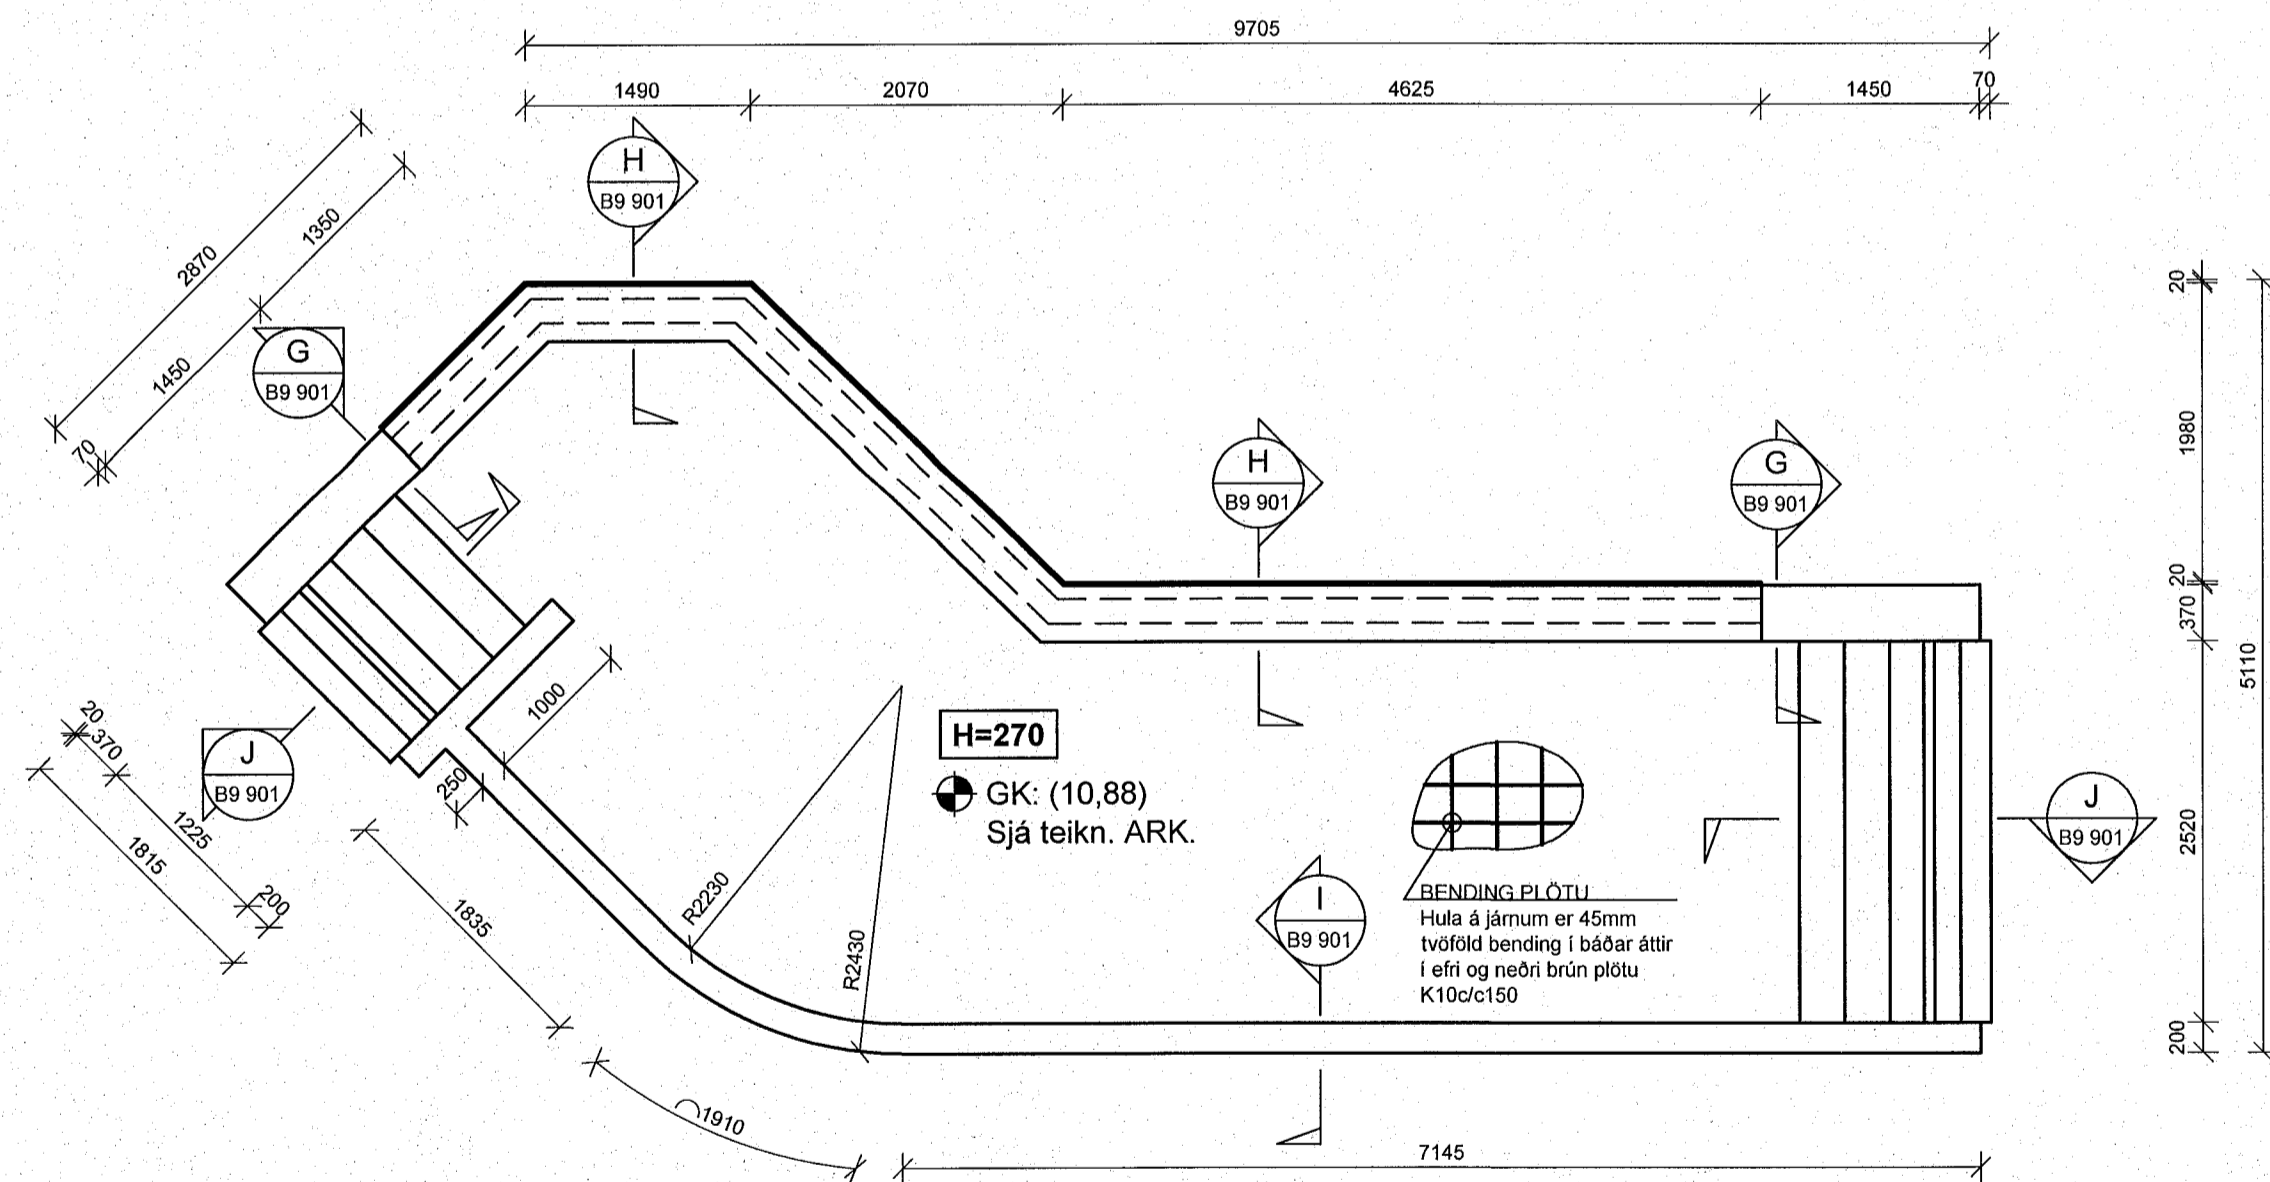 9705
1490
2070
4625
1450
70
2870
1350
1450
70
H
B9 901
G
B9 901
H
B9 901
G
B9 901
20
1980
20
370
5110
2520
200
1000
250
20
370
1225
200
1815
J
B9 901
1835
R2230
R2430
H=270
GK: (10,88)
Sjá teikn. ARK.
I
B9 901
BENDING PLÖTU
Hula á járnum er 45mm
tvöföld bending í báðar áttir
í efri og neðri brún plötu
K10c/c150
J
B9 901
1910
7145